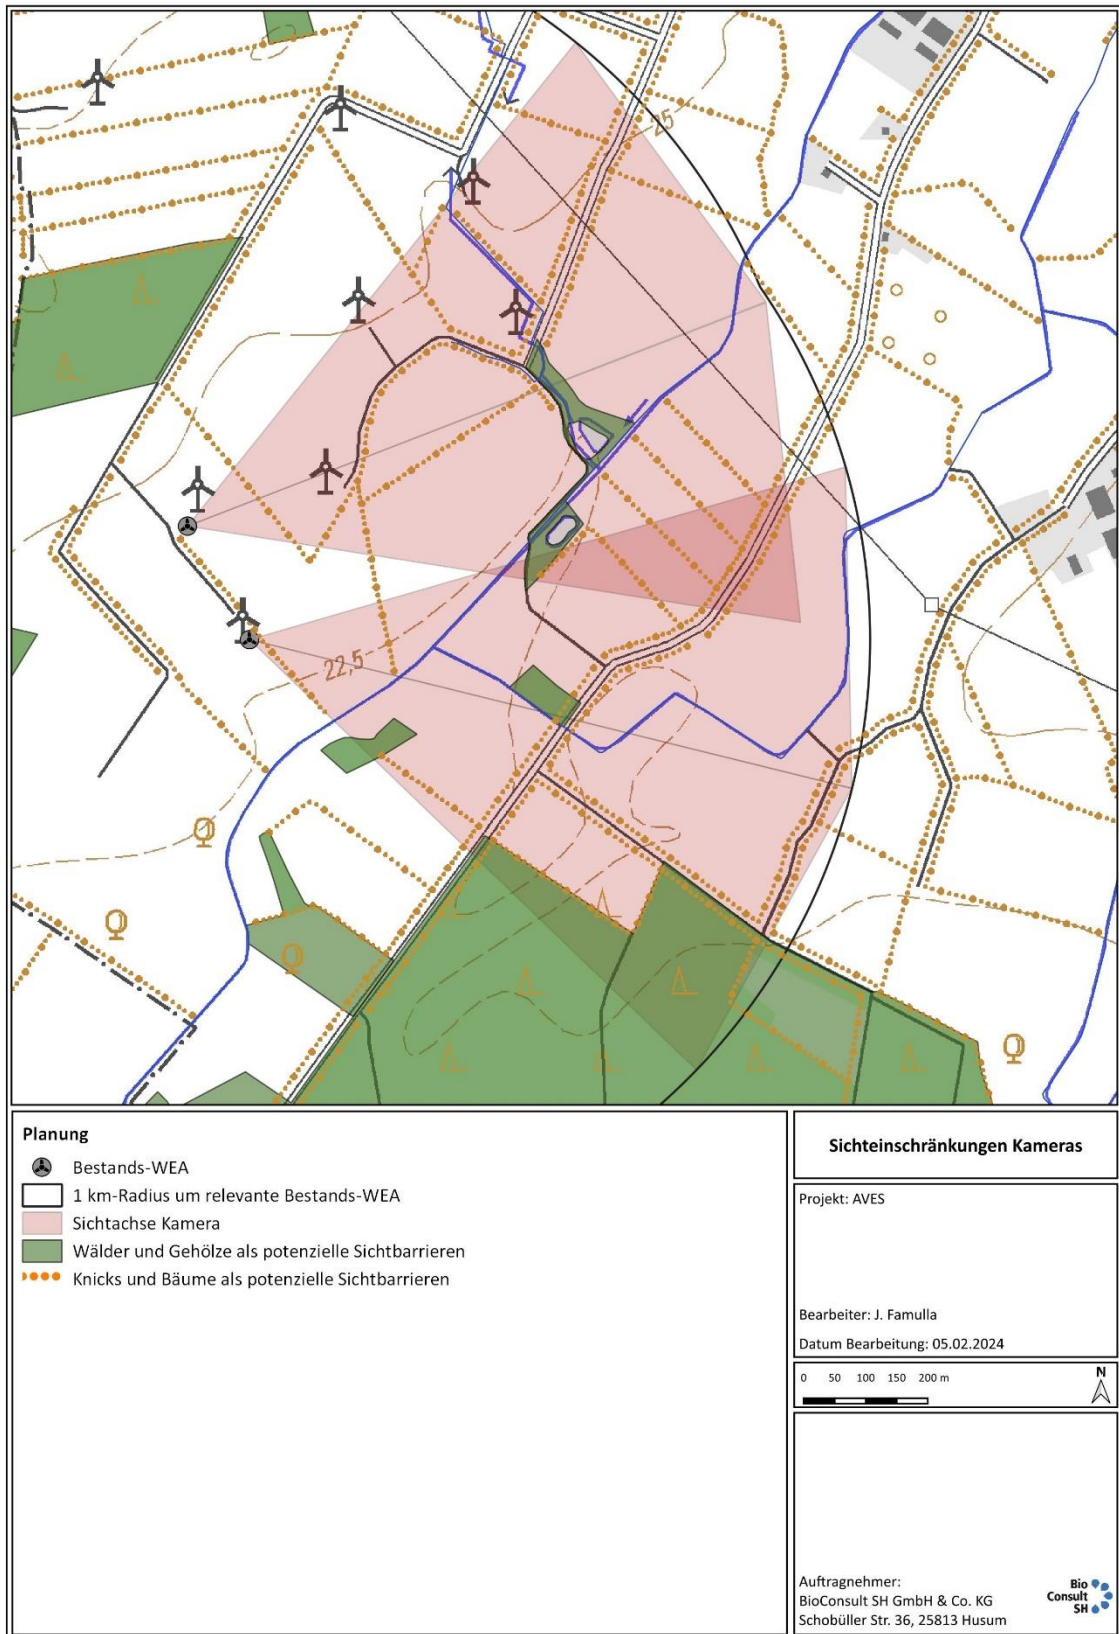 25
22,5
Planung
Bestands-WEA
1 km-Radius um relevante Bestands-WEA
Sichtachse Kamera
Wälder und Gehölze als potenzielle Sichtbarrieren
Knicks und Bäume als potenzielle Sichtbarrieren
Sichteinschränkungen Kameras
Projekt: AVES
Bearbeiter: J. Famulla
Datum Bearbeitung: 05.02.2024
0 50 100 150 200 m
N
Auftragnehmer:
BioConsult SH GmbH & Co. KG
Schobüller Str. 36, 25813 Husum
Bio
Consult
SH